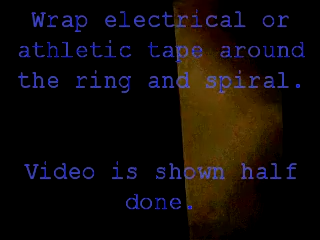 Wrap electrical or
athletic tape around
the ring and spiral.
Video is shown half
done.